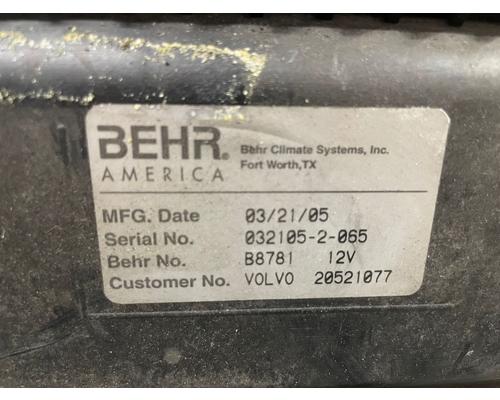 BEHR® Behr Climate Systems, Inc.
AMERICA Fort Worth,TX
MFG. Date 03/21/05
Serial No. 032105-2-065
Behr No. B8781 12V
Customer No. VOLVO 20521077